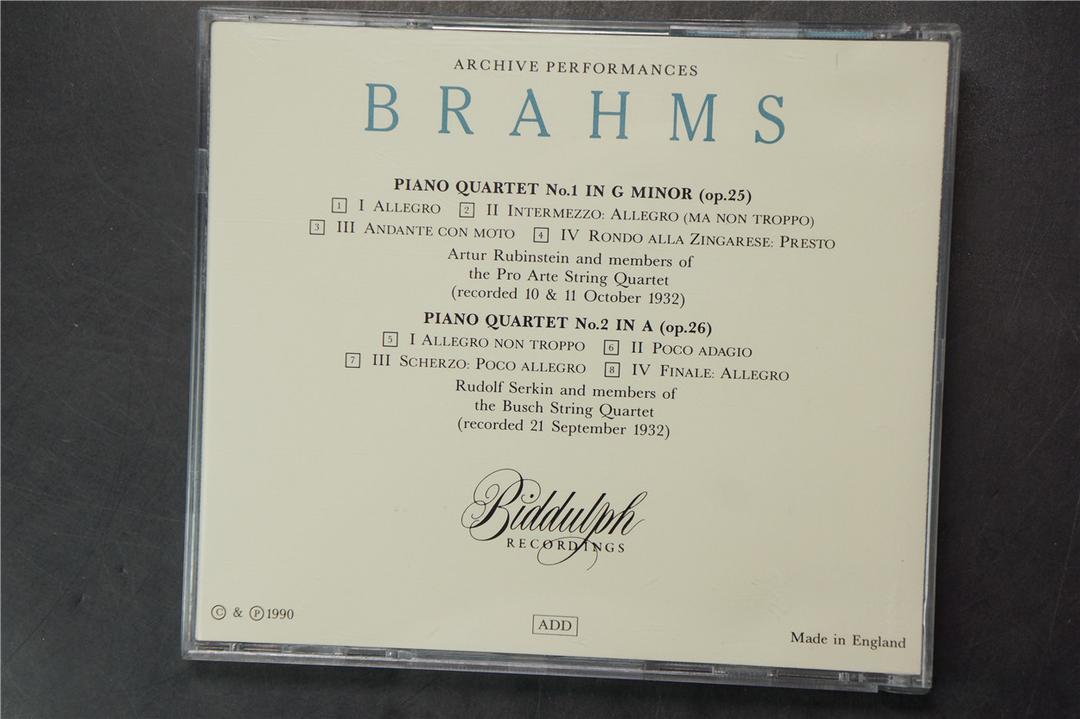 ARCHIVE PERFORMANCES
BRAHMS
PIANO QUARTET No.1 IN G MINOR (op.25)
1 I ALLEGRO 2 II INTERMEZZO: ALLEGRO (MA NON TROPPO)
3 III ANDANTE CON MOTO 4 IV RONDO ALLA ZINGARESE: PRESTO
Artur Rubinstein and members of
the Pro Arte String Quartet
(recorded 10 & 11 October 1932)
PIANO QUARTET No.2 IN A (op.26)
5 I ALLEGRO NON TROPPO 6 II POCO ADAGIO
7 III SCHERZO: POCO ALLEGRO 8 IV FINALE: ALLEGRO
Rudolf Serkin and members of
the Busch String Quartet
(recorded 21 September 1932)
Biddulph
RECORDINGS
© & ℗ 1990
ADD
Made in England